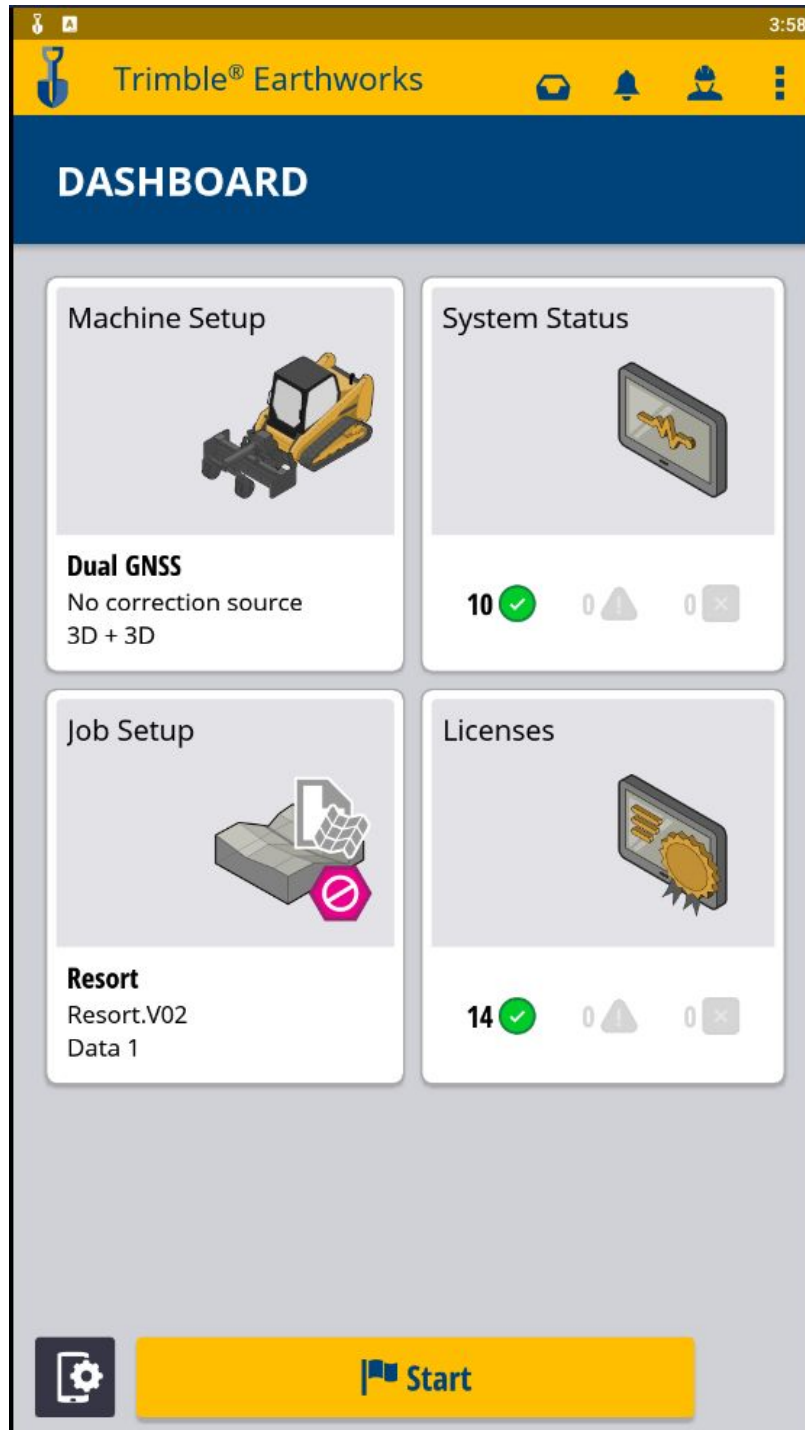 A
3:58
Trimble® Earthworks
DASHBOARD
Machine Setup
Dual GNSS
No correction source
3D + 3D
System Status
10
0
0
Job Setup
Resort
Resort.V02
Data 1
Licenses
14
0
0
Start